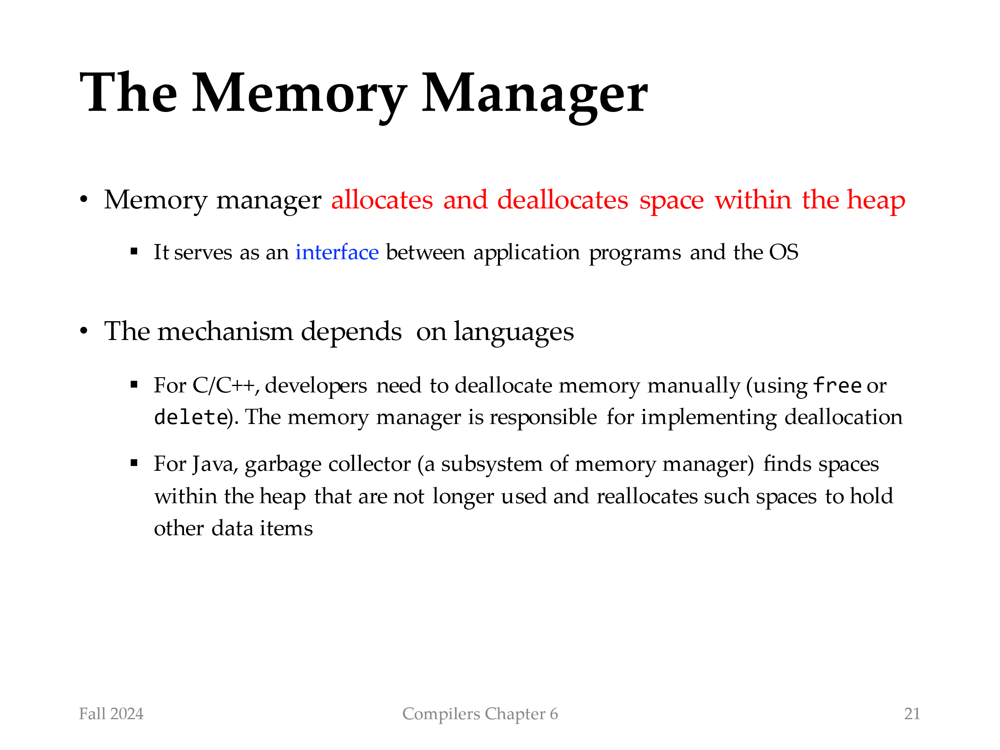 The Memory Manager
• Memory manager allocates and deallocates space within the heap
▪ It serves as an interface between application programs and the OS
• The mechanism depends on languages
▪ For C/C++, developers need to deallocate memory manually (using free or
delete). The memory manager is responsible for implementing deallocation
▪ For Java, garbage collector (a subsystem of memory manager) finds spaces
within the heap that are not longer used and reallocates such spaces to hold
other data items
Fall 2024
Compilers Chapter 6
21